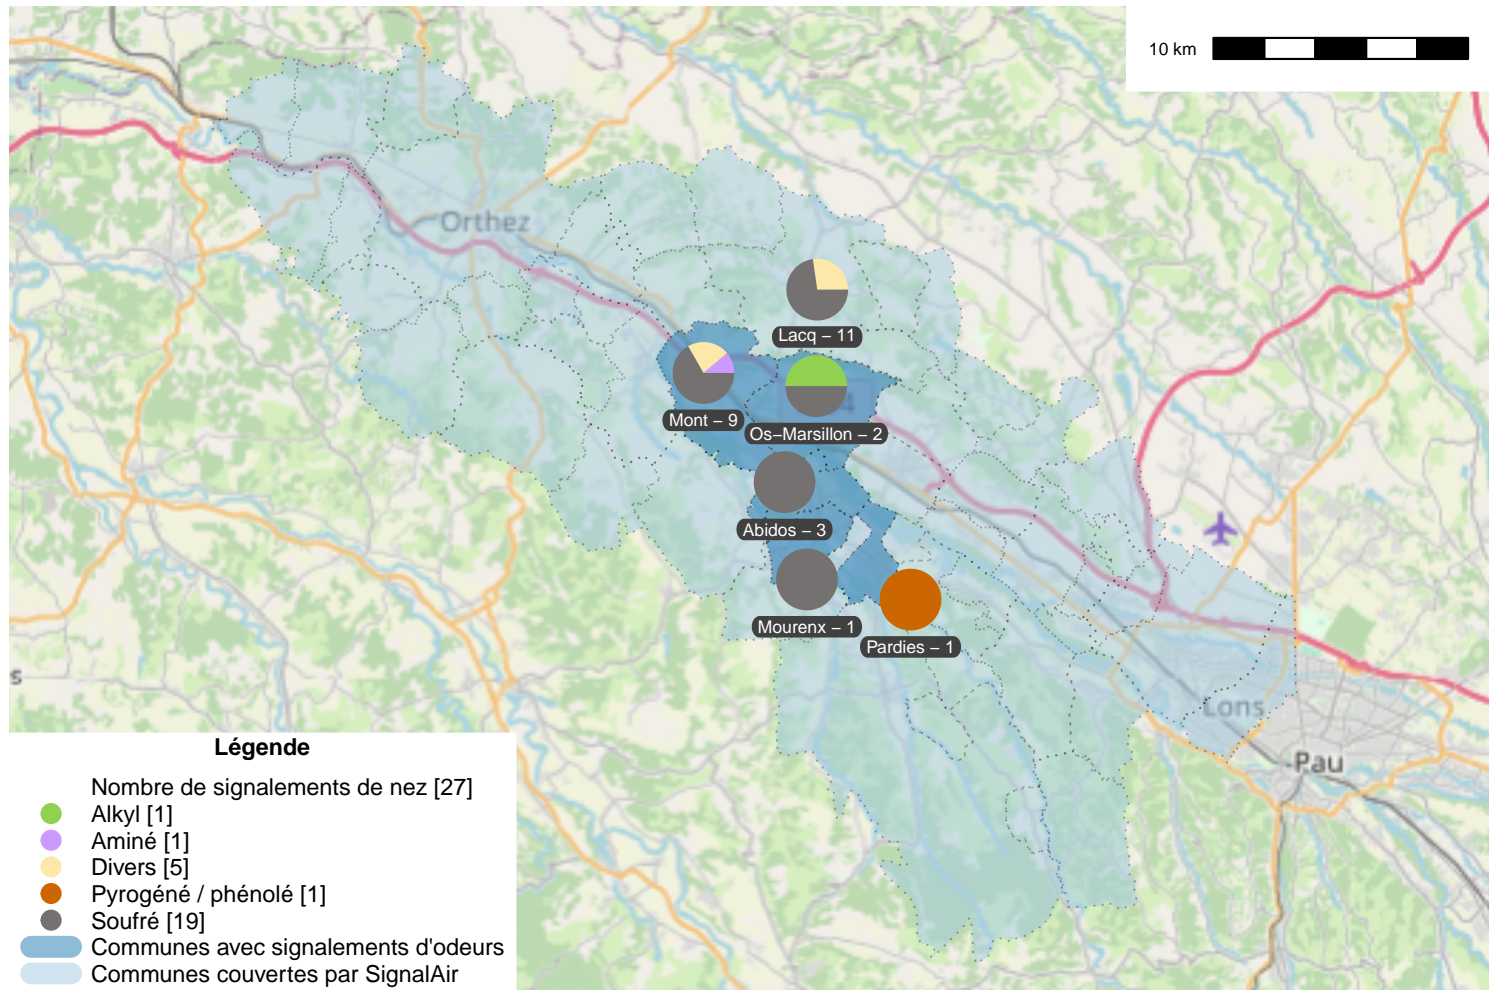 10 km
Orthez
Lacq – 11
Mont – 9
Os–Marsillon – 2
Abidos – 3
Mourenx – 1
Pardies – 1
s
Lons
Pau
Légende
Nombre de signalements de nez [27]
Alkyl [1]
Aminé [1]
Divers [5]
Pyrogéné / phénolé [1]
Soufré [19]
Communes avec signalements d'odeurs
Communes couvertes par SignalAir